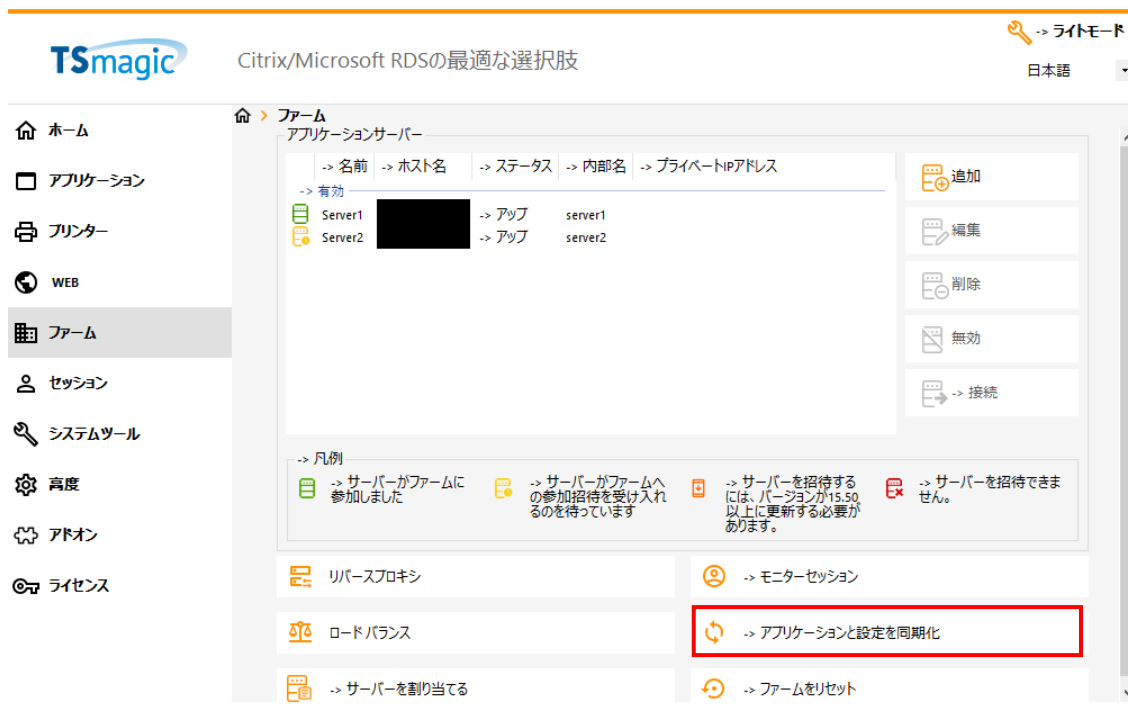 -> ライトモード
TSmagic
Citrix/Microsoft RDSの最適な選択肢
日本語
ホーム
アプリケーション
プリンター
WEB
ファーム
セッション
システムツール
高度
アドオン
ライセンス
ファーム
アプリケーションサーバー
-> 名前 -> ホスト名 -> ステータス -> 内部名 -> プライベートIPアドレス
-> 有効
Server1 -> アップ server1
Server2 -> アップ server2
追加
編集
削除
無効
-> 接続
-> 凡例
-> サーバーがファームに
参加しました
-> サーバーがファームへ
の参加招待を受け入れ
るのを待っています
-> サーバーを招待する
には、バージョンが15.50
以上に更新する必要が
あります。
-> サーバーを招待できま
せん。
リバースプロキシ
-> モニターセッション
ロードバランス
-> アプリケーションと設定を同期化
-> サーバーを割り当てる
-> ファームをリセット